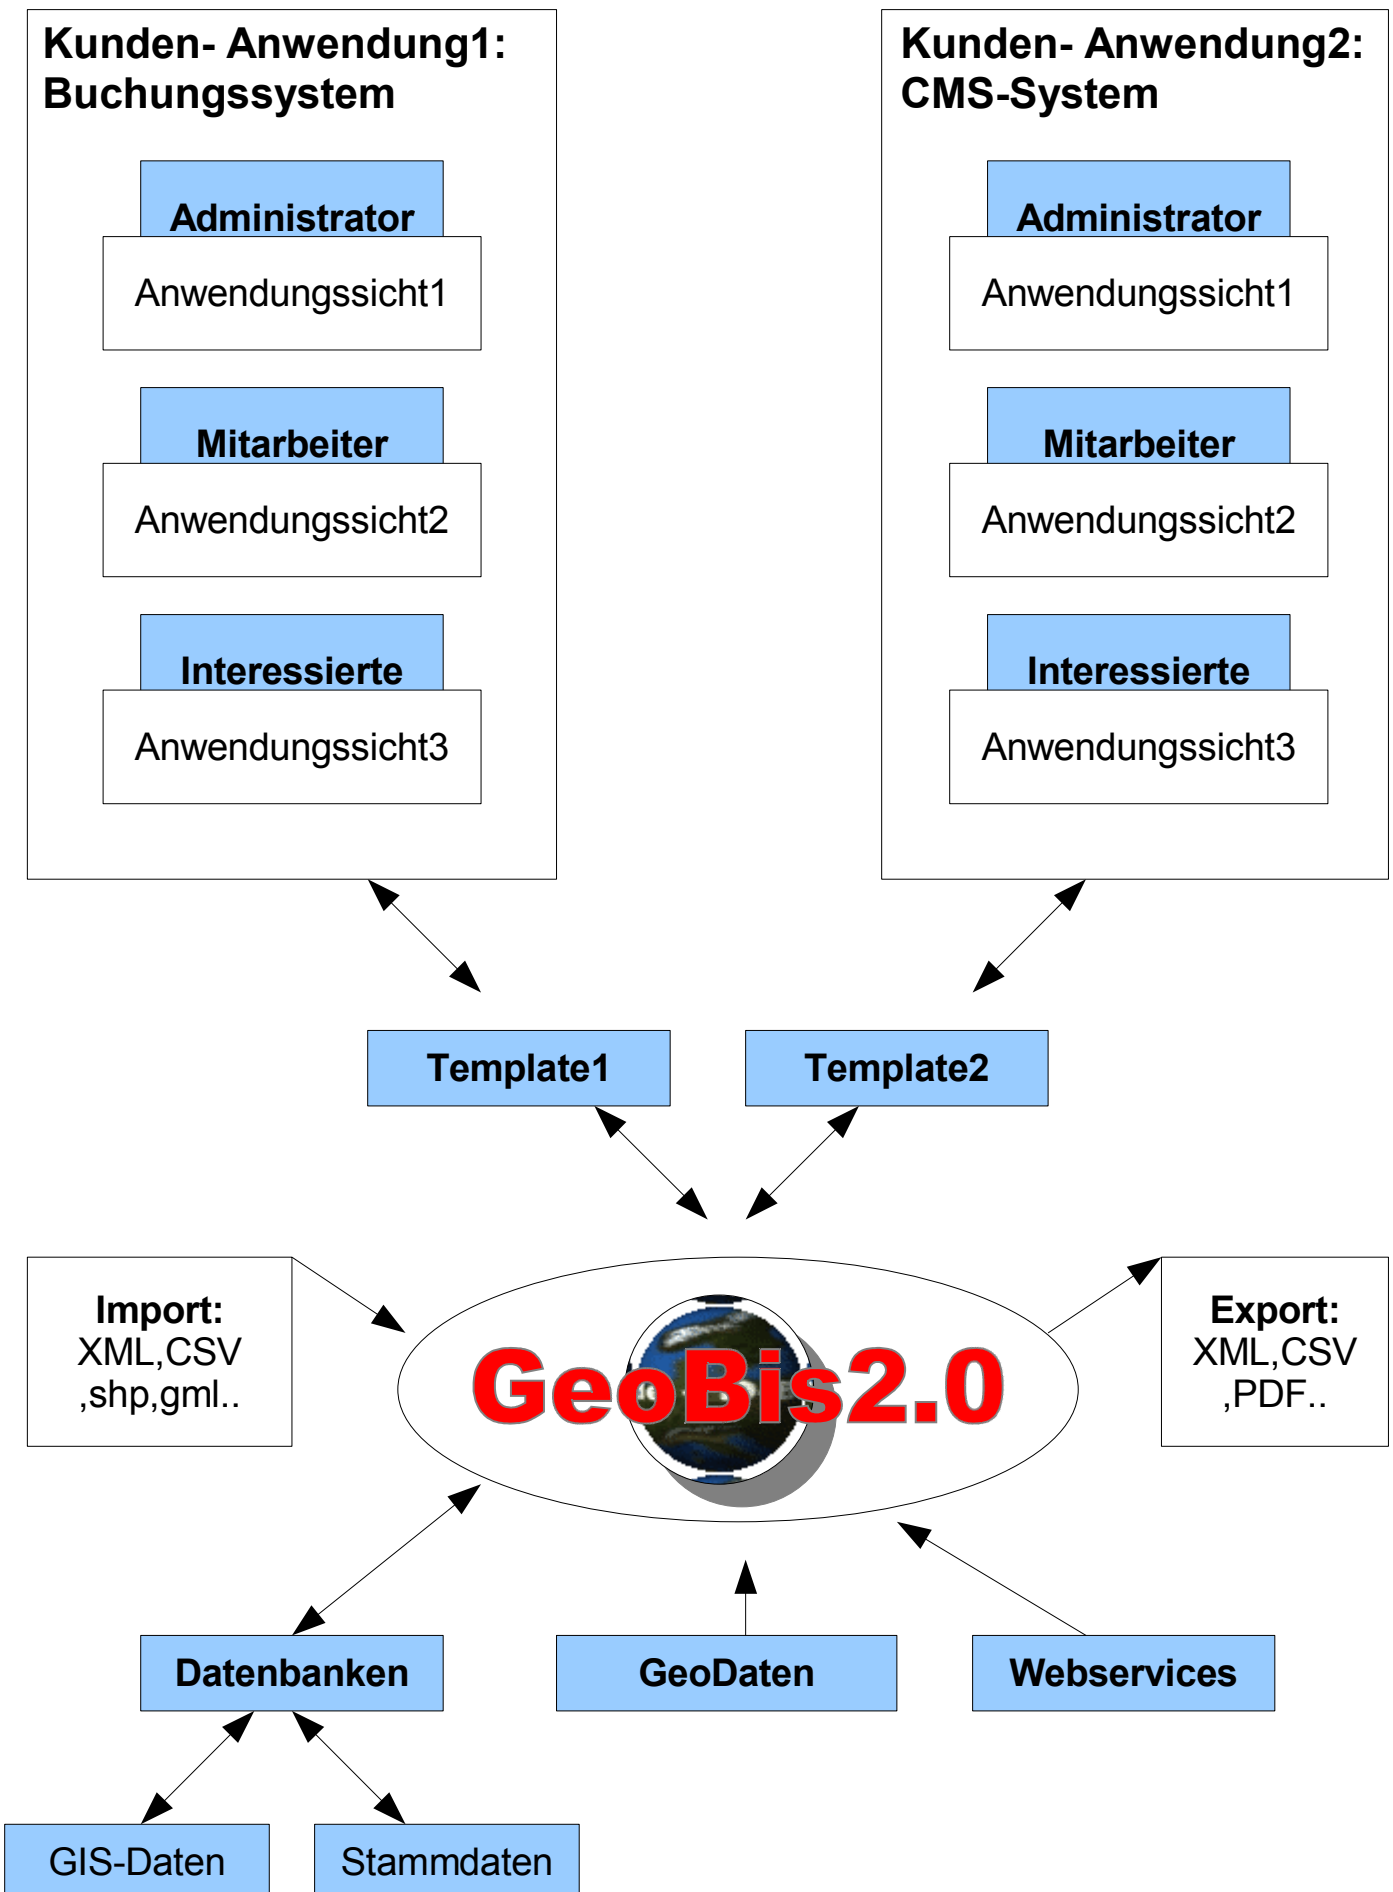 Kunden- Anwendung1:
Buchungssystem
Administrator
Anwendungssicht1
Mitarbeiter
Anwendungssicht2
Interessierte
Anwendungssicht3
Kunden- Anwendung2:
CMS-System
Administrator
Anwendungssicht1
Mitarbeiter
Anwendungssicht2
Interessierte
Anwendungssicht3
Template1
Template2
Import:
XML,CSV
,shp,gml..
GeoBis2.0
Export:
XML,CSV
,PDF..
Datenbanken
GeoDaten
Webservices
GIS-Daten
Stammdaten